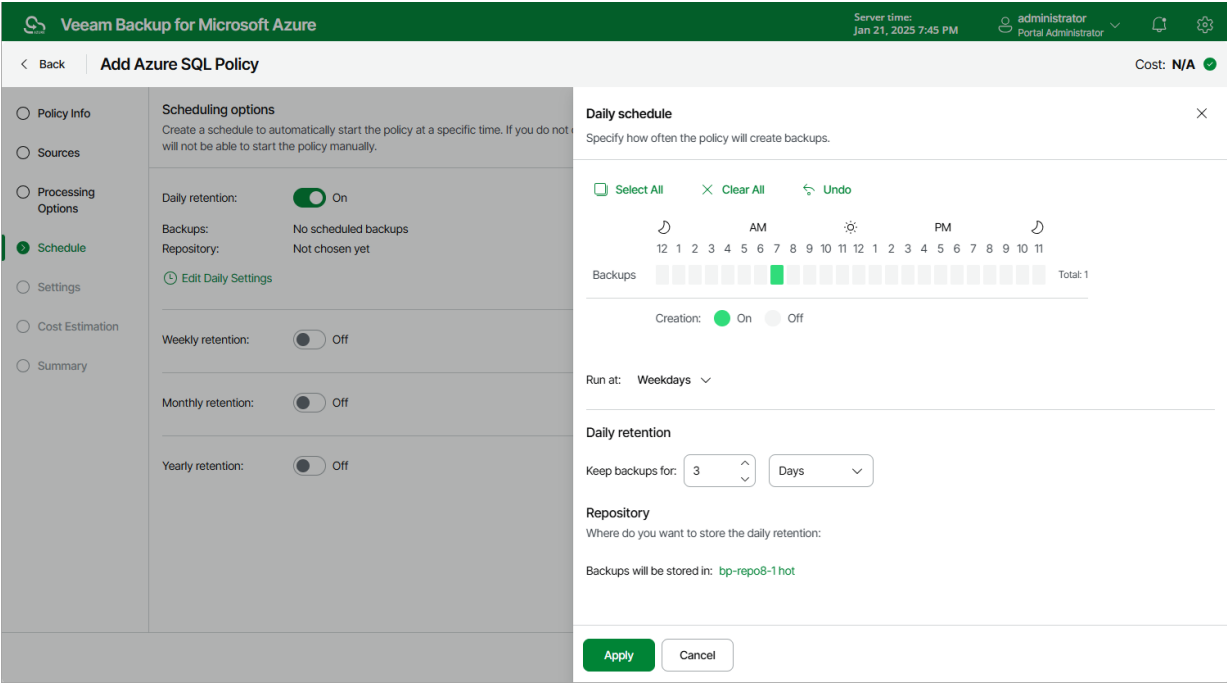 Veeam Backup for Microsoft Azure
Server time:
Jan 21, 2025 7:45 PM
administrator
Portal Administrator
Back
Add Azure SQL Policy
Cost: N/A
Policy Info
Sources
Processing
Options
Schedule
Settings
Cost Estimation
Summary
Scheduling options
Create a schedule to automatically start the policy at a specific time. If you do not
will not be able to start the policy manually.
Daily retention: On
Backups: No scheduled backups
Repository: Not chosen yet
Edit Daily Settings
Weekly retention: Off
Monthly retention: Off
Yearly retention: Off
Daily schedule
Specify how often the policy will create backups.
Select All Clear All Undo
AM PM
12 1 2 3 4 5 6 7 8 9 10 11 12 1 2 3 4 5 6 7 8 9 10 11
Backups Total: 1
Creation: On Off
Run at: Weekdays
Daily retention
Keep backups for: 3 Days
Repository
Where do you want to store the daily retention:
Backups will be stored in: bp-repo8-1 hot
Apply Cancel